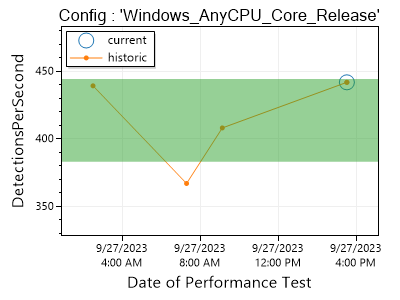 Config : 'Windows_AnyCPU_Core_Release'
current
historic
DetectionsPerSecond
450
400
350
9/27/2023
4:00 AM
9/27/2023
8:00 AM
9/27/2023
12:00 PM
9/27/2023
4:00 PM
Date of Performance Test